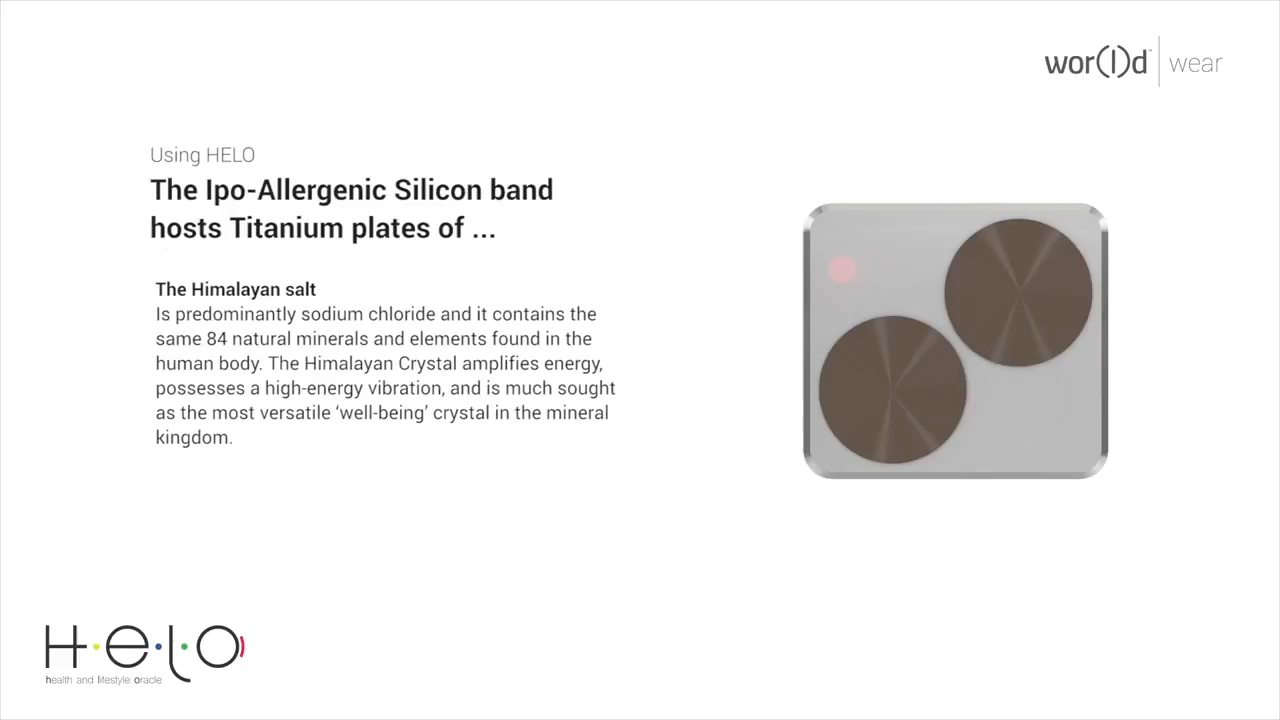 wor(l)d™ | wear
Using HELO
The Ipo-Allergenic Silicon band
hosts Titanium plates of ...
The Himalayan salt
Is predominantly sodium chloride and it contains the
same 84 natural minerals and elements found in the
human body. The Himalayan Crystal amplifies energy,
possesses a high-energy vibration, and is much sought
as the most versatile ‘well-being’ crystal in the mineral
kingdom.
H·e·l·O
health and lifestyle oracle